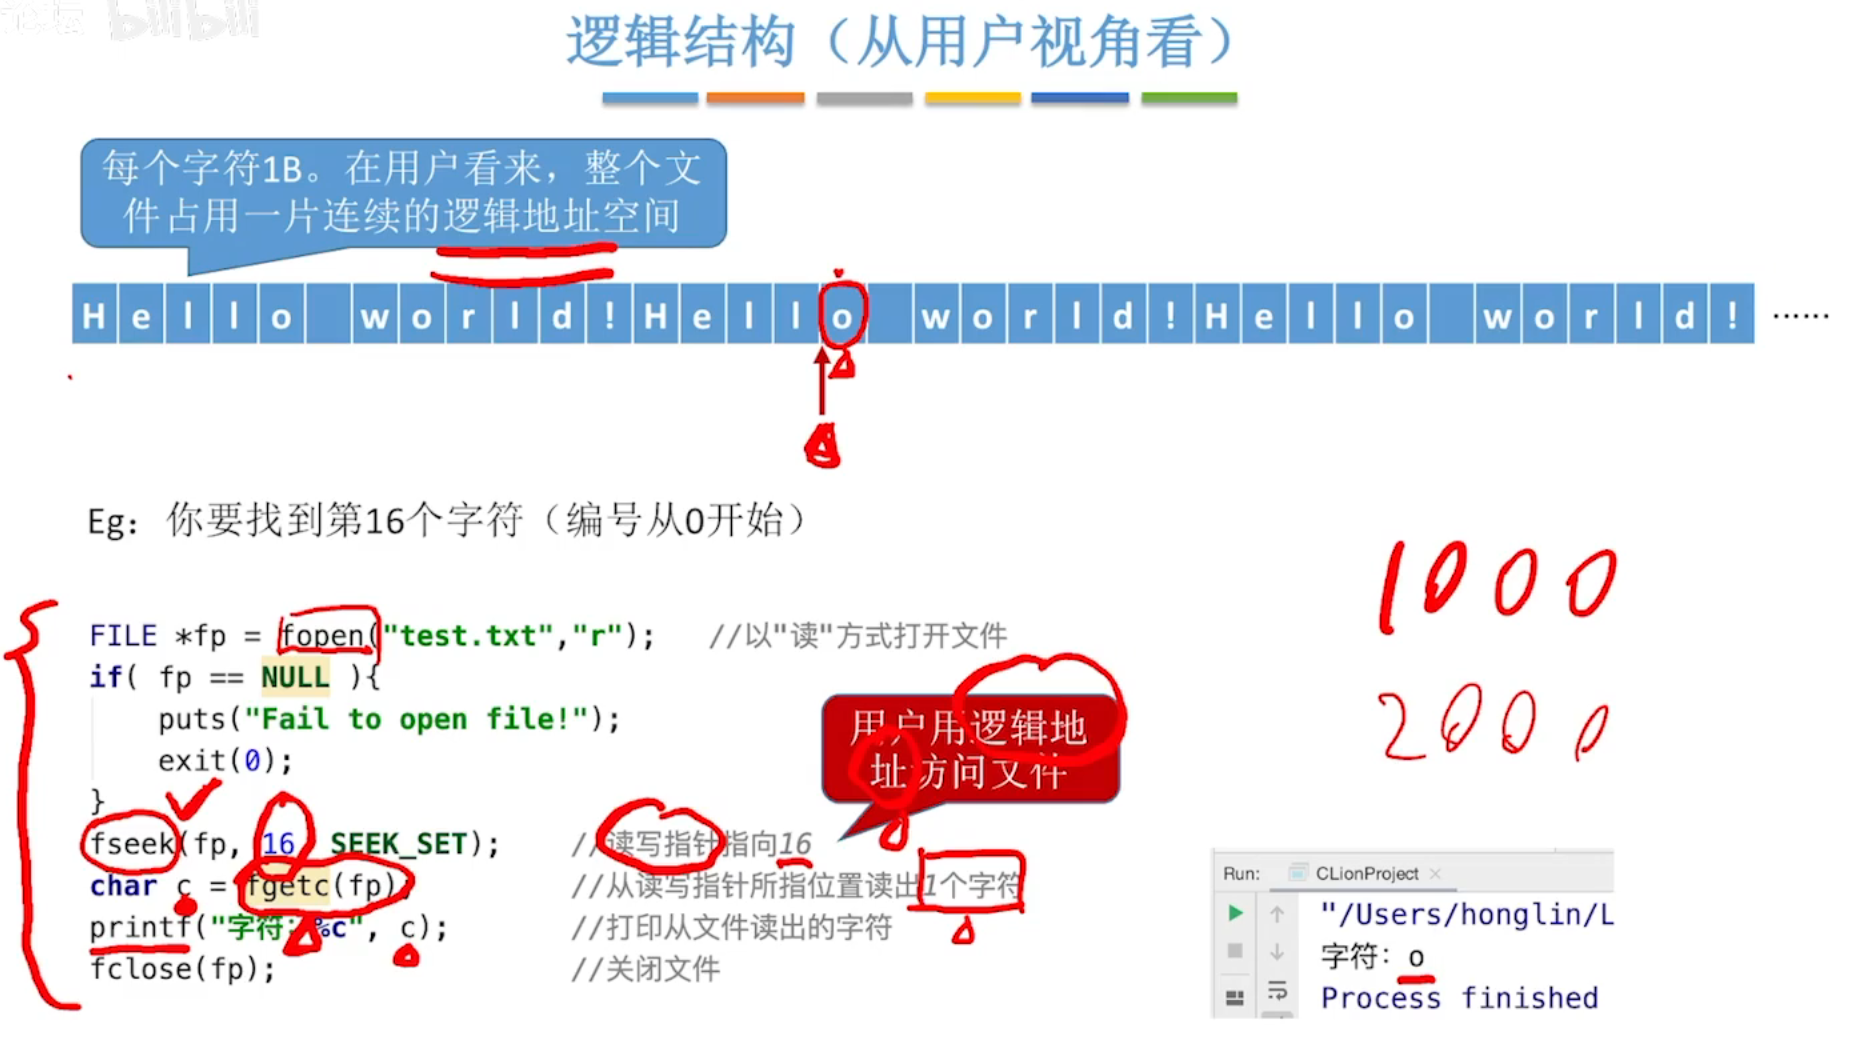 bilibili
逻辑结构（从用户视角看）
每个字符1B。在用户看来，整个文
件占用一片连续的逻辑地址空间
Hello world!Hello world!Hello world! ······
Eg：你要找到第16个字符（编号从0开始）
1000
2000
FILE *fp = fopen("test.txt","r"); //以"读"方式打开文件
if( fp == NULL ){
puts("Fail to open file!");
exit(0);
}
用户用逻辑地
址访问文件
fseek(fp, 16 SEEK_SET); //读写指针指向16
char c = fgetc(fp) //从读写指针所指位置读出1个字符
printf("字符：%c", c); //打印从文件读出的字符
fclose(fp); //关闭文件
Run: CLionProject ×
"/Users/honglin/L
字符：o
Process finished